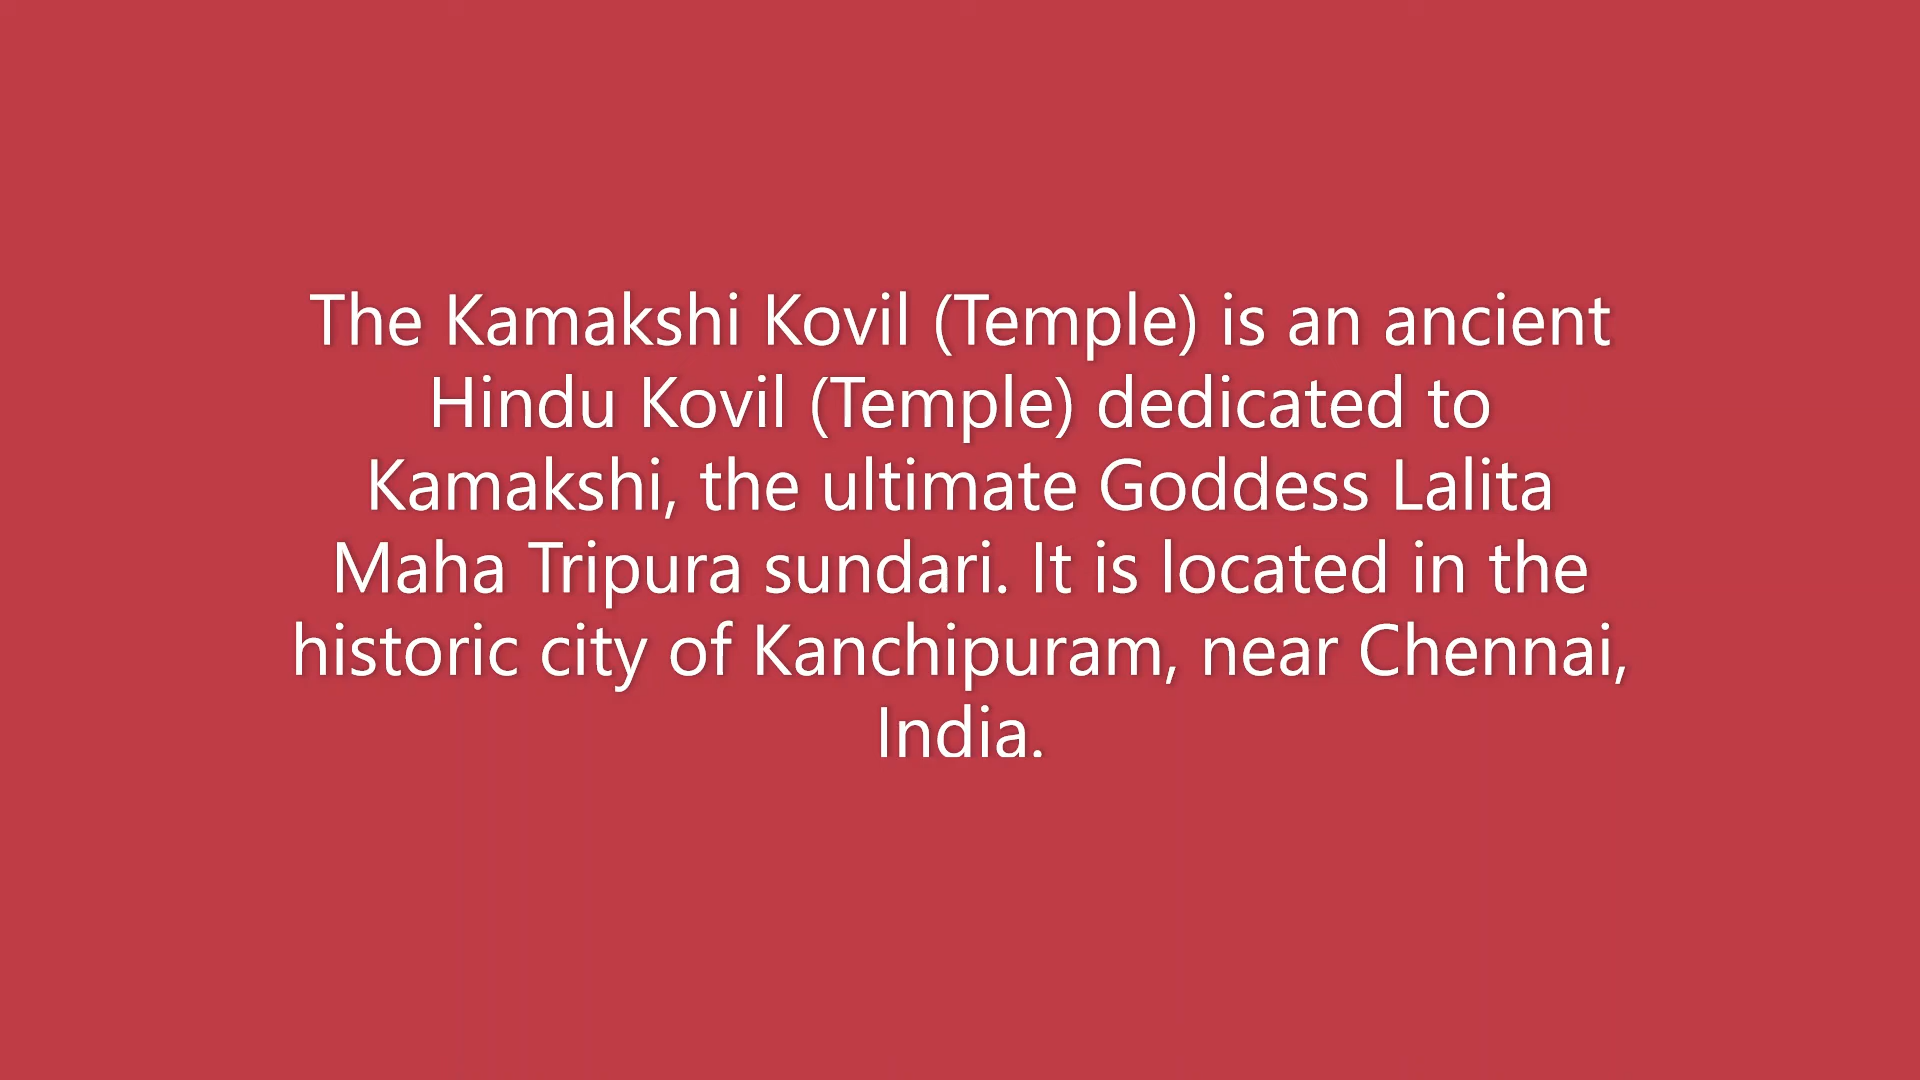 The Kamakshi Kovil (Temple) is an ancient
Hindu Kovil (Temple) dedicated to
Kamakshi, the ultimate Goddess Lalita
Maha Tripura sundari. It is located in the
historic city of Kanchipuram, near Chennai,
India.